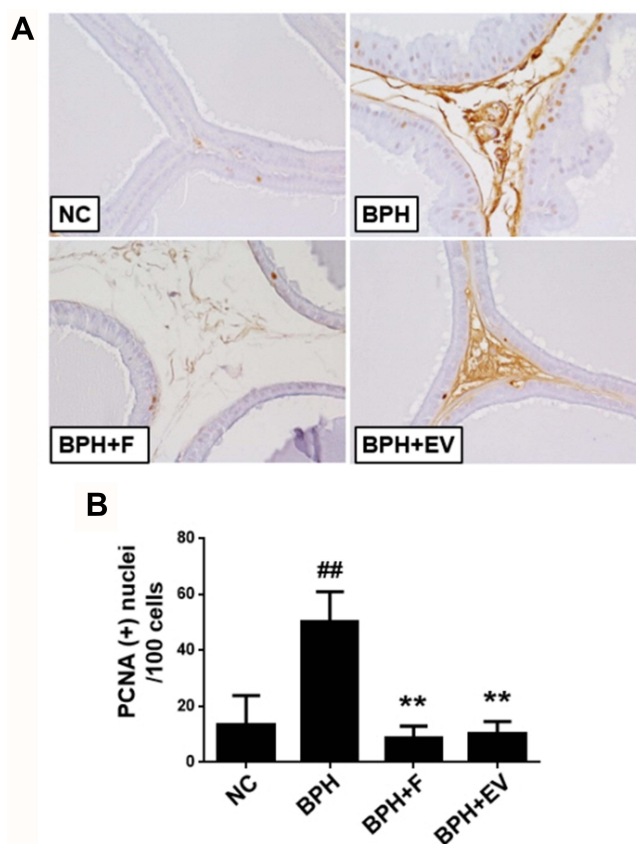 A
NC
BPH
BPH+F
BPH+EV
B
PCNA (+) nuclei
/100 cells
80
60
40
20
0
##
**
**
NC
BPH
BPH+F
BPH+EV